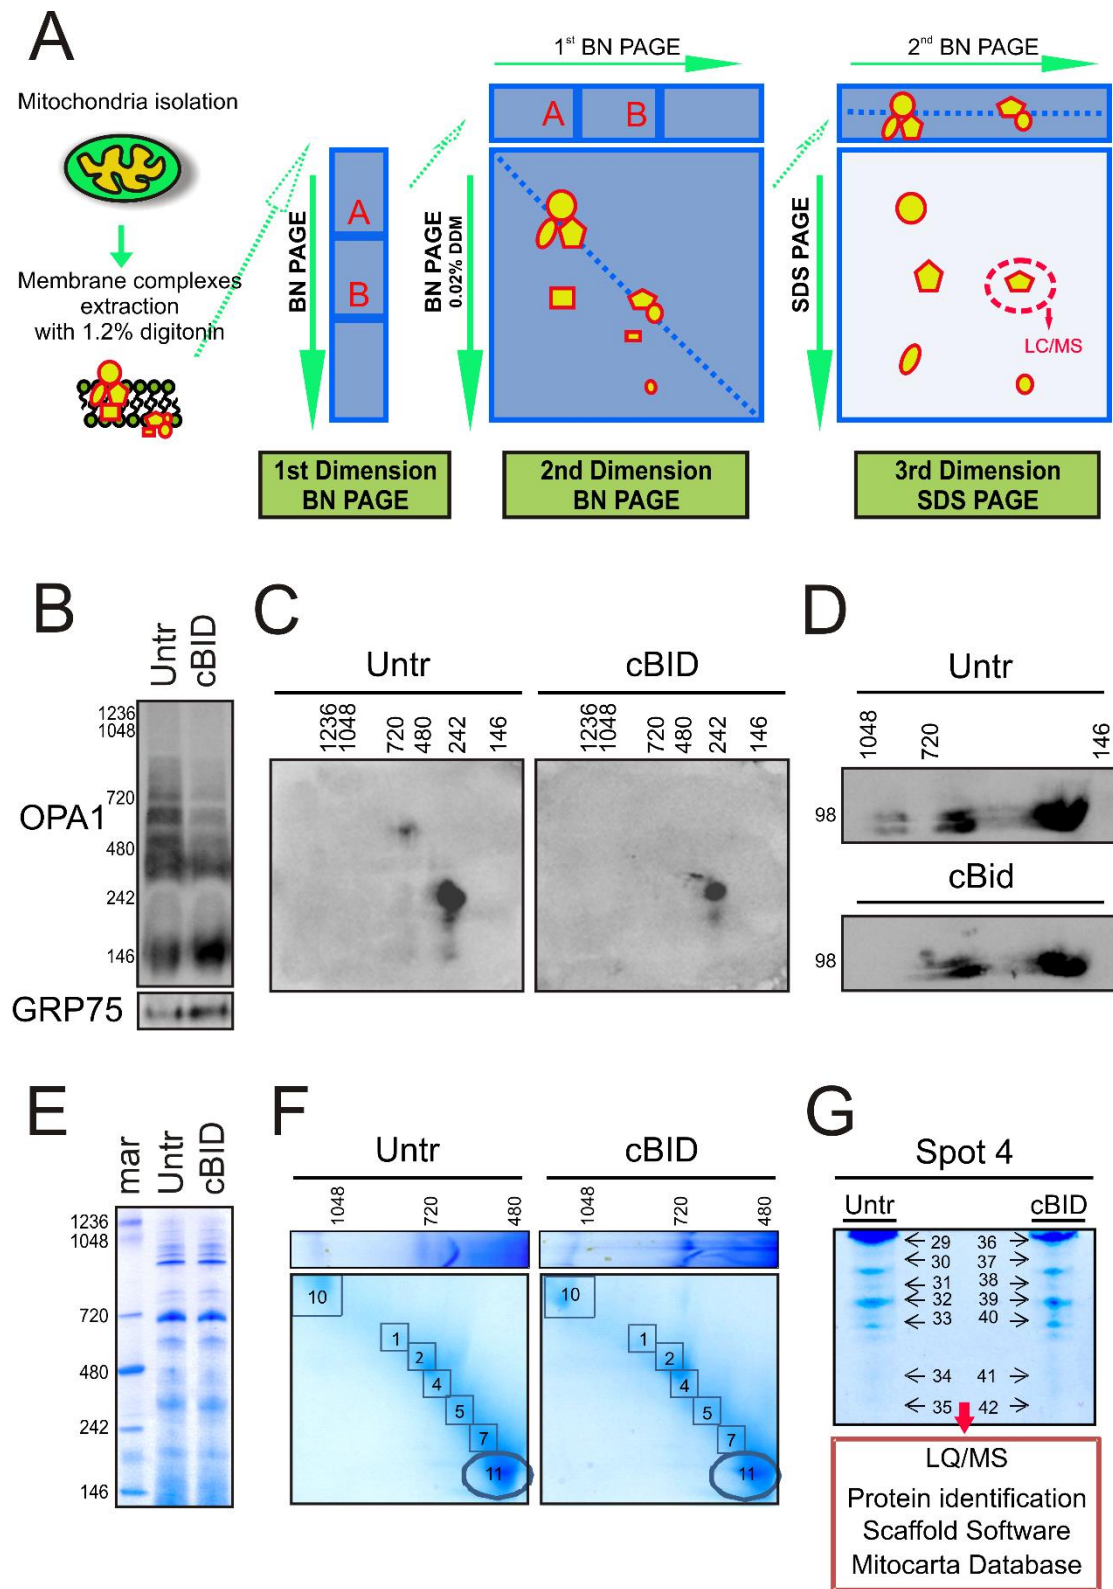 A
Mitochondria isolation
Membrane complexes
extraction
with 1.2% digitonin
BN PAGE
A
B
1st Dimension
BN PAGE
1st BN PAGE
A
B
BN PAGE
0.02% DDM
2nd Dimension
BN PAGE
2nd BN PAGE
SDS PAGE
LC/MS
3rd Dimension
SDS PAGE
B
Untr
cBID
1236
1048
720
OPA1
480
242
146
GRP75
C
Untr
1236
1048
720
480
242
146
cBID
1236
1048
720
480
242
146
D
Untr
1048
720
146
98
cBid
98
E
mar
Untr
cBID
1236
1048
720
480
242
146
F
Untr
1048
720
480
10
1
2
4
5
7
11
cBID
1048
720
480
10
1
2
4
5
7
11
G
Spot 4
Untr
cBID
29 36
30 37
31 38
32 39
33 40
34 41
35 42
LQ/MS
Protein identification
Scaffold Software
Mitocarta Database